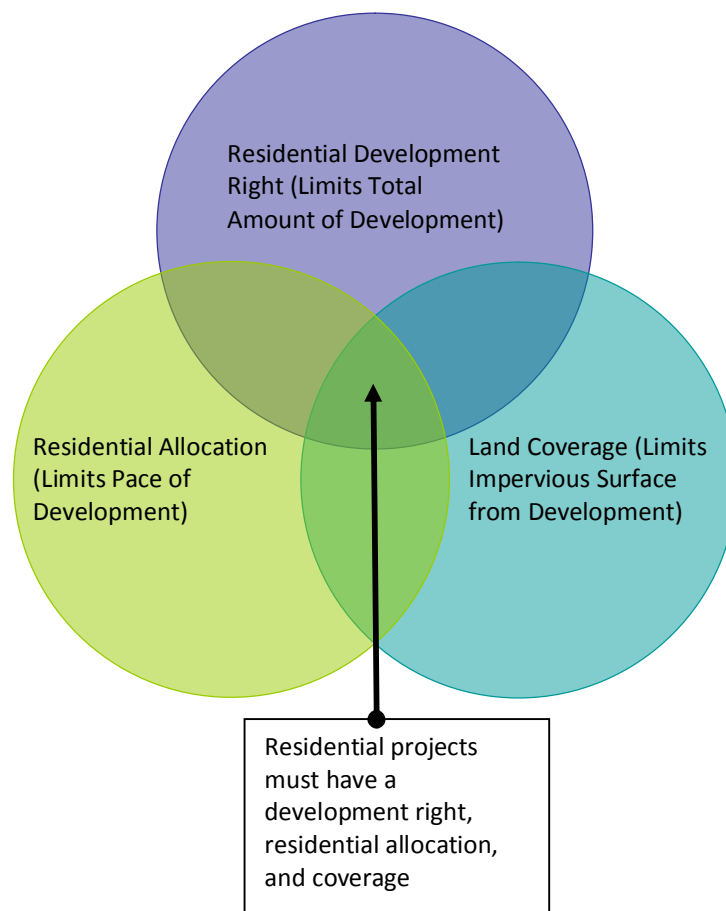 Residential Development
Right (Limits Total
Amount of Development)
Residential Allocation
(Limits Pace of
Development)
Land Coverage (Limits
Impervious Surface
from Development)
Residential projects
must have a
development right,
residential allocation,
and coverage